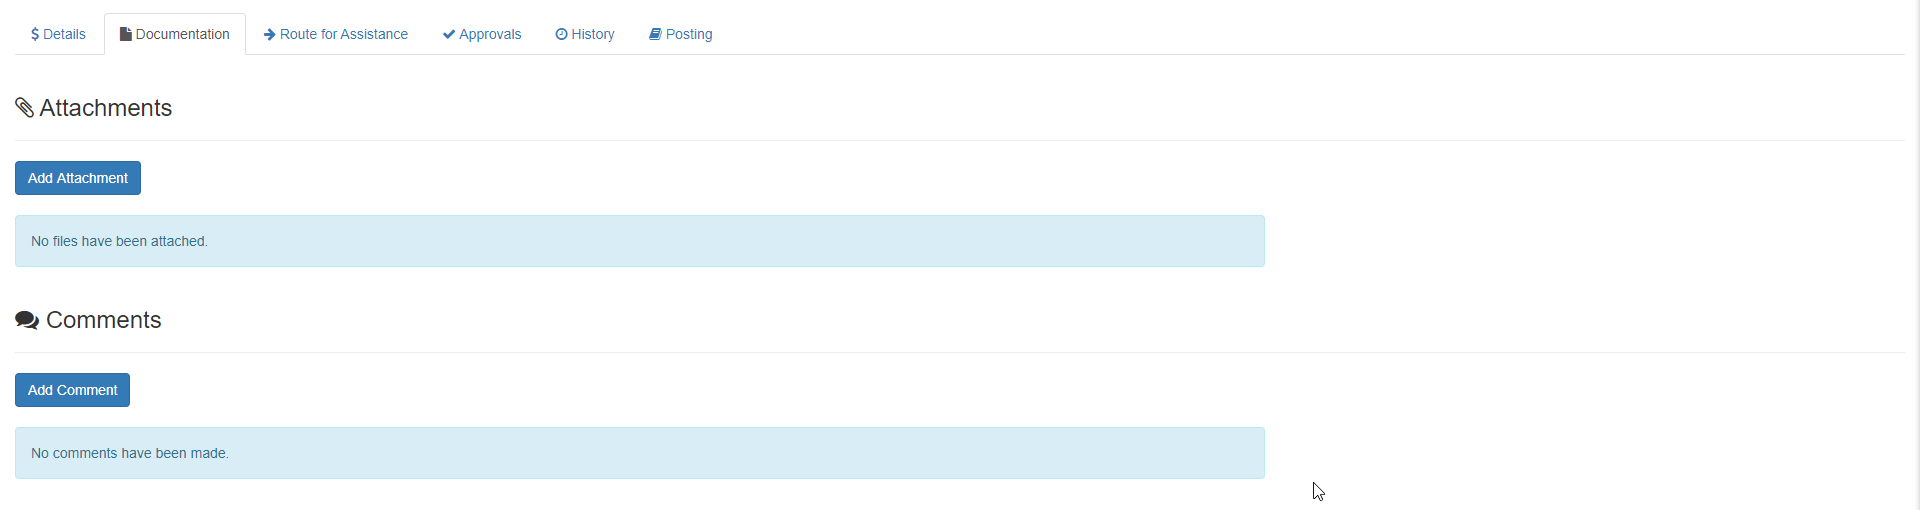 Details Documentation Route for Assistance Approvals History Posting
Attachments
Add Attachment
No files have been attached.
Comments
Add Comment
No comments have been made.